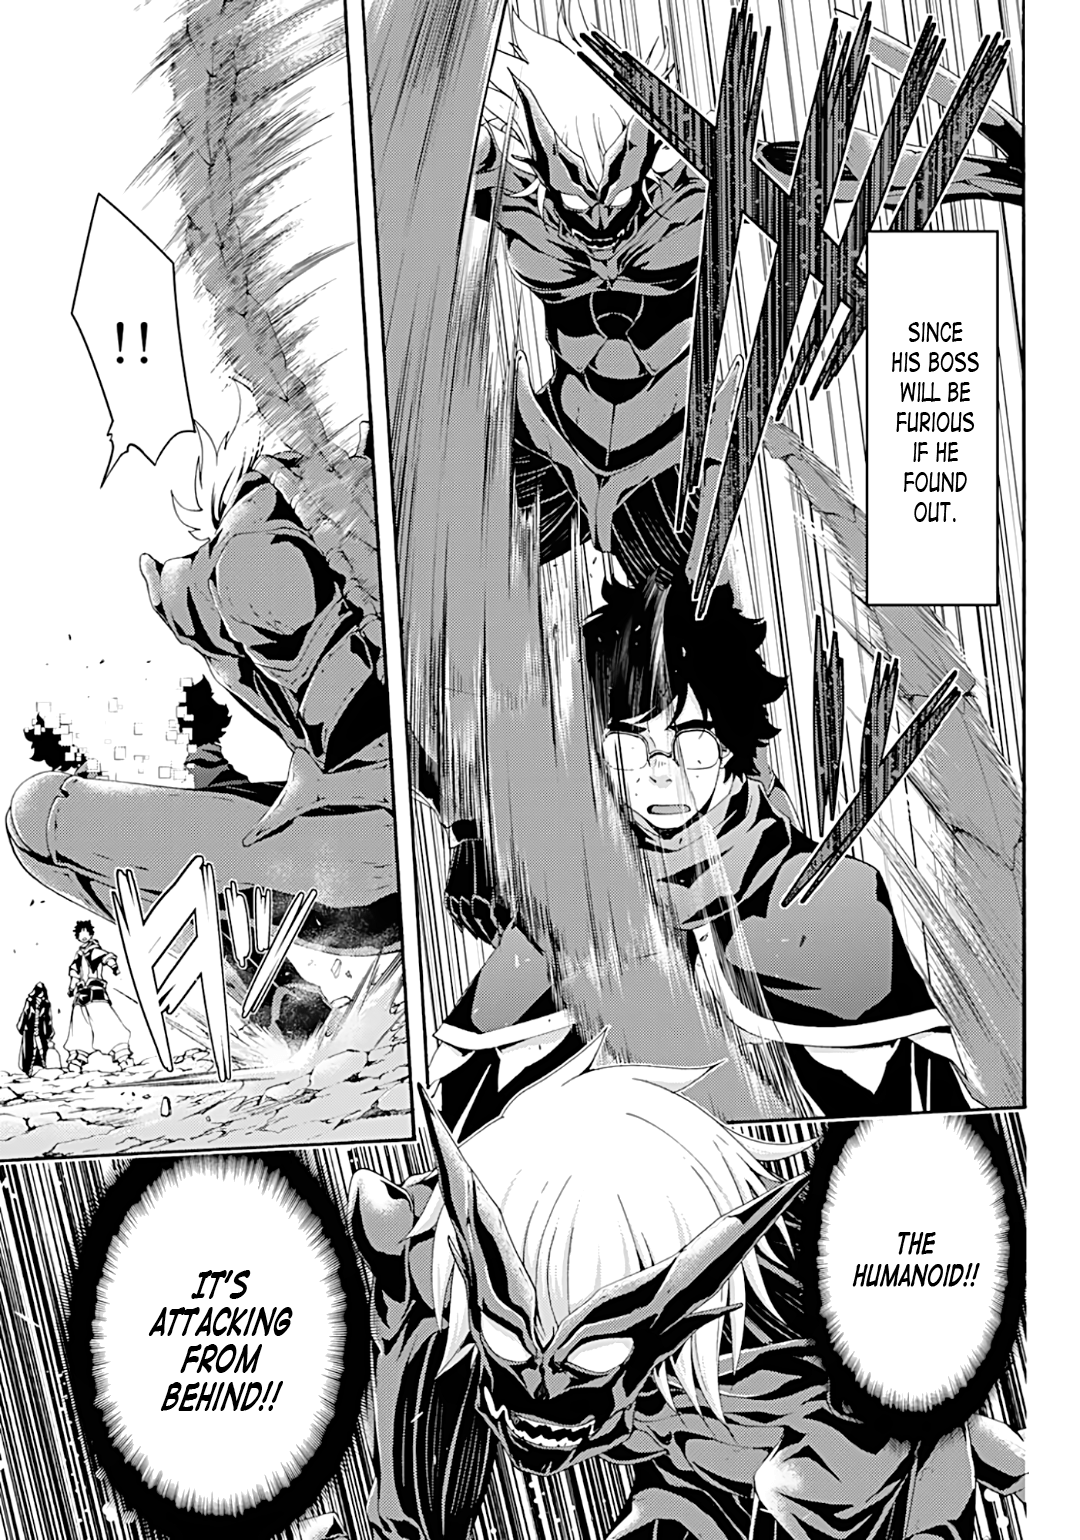 SINCE
HIS BOSS
WILL BE
FURIOUS
IF HE
FOUND
OUT.
!!
THE
HUMANOID!!
IT'S
ATTACKING
FROM
BEHIND!!